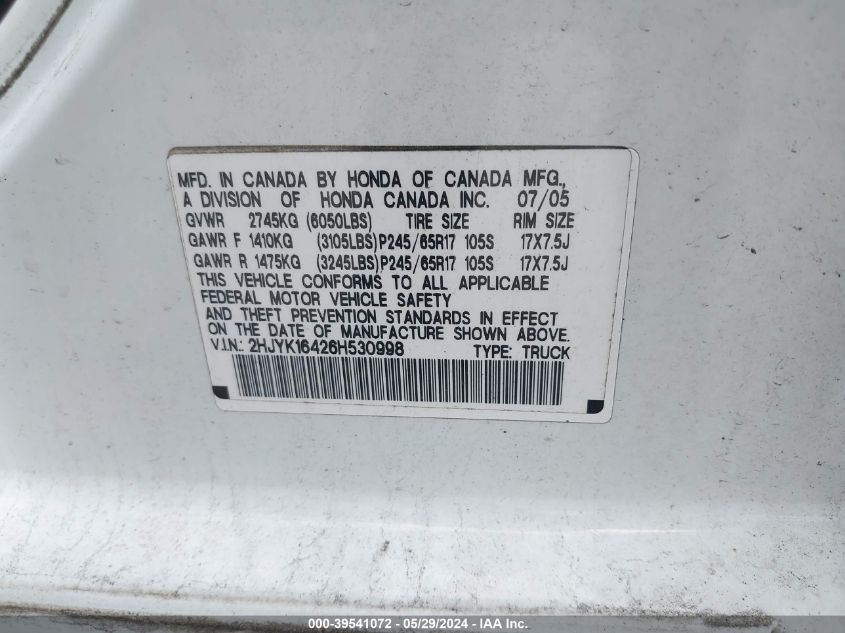 MFD. IN CANADA BY HONDA OF CANADA MFG.,
A DIVISION OF HONDA CANADA INC. 07/05
GVWR 2745KG (6050LBS) TIRE SIZE RIM SIZE
GAWR F 1410KG (3105LBS)P245/65R17 105S 17X7.5J
GAWR R 1475KG (3245LBS)P245/65R17 105S 17X7.5J
THIS VEHICLE CONFORMS TO ALL APPLICABLE
FEDERAL MOTOR VEHICLE SAFETY
AND THEFT PREVENTION STANDARDS IN EFFECT
ON THE DATE OF MANUFACTURE SHOWN ABOVE.
V.I.N.: 2HJYK16426H530998 TYPE: TRUCK
000-39541072 - 05/29/2024 - IAA Inc.